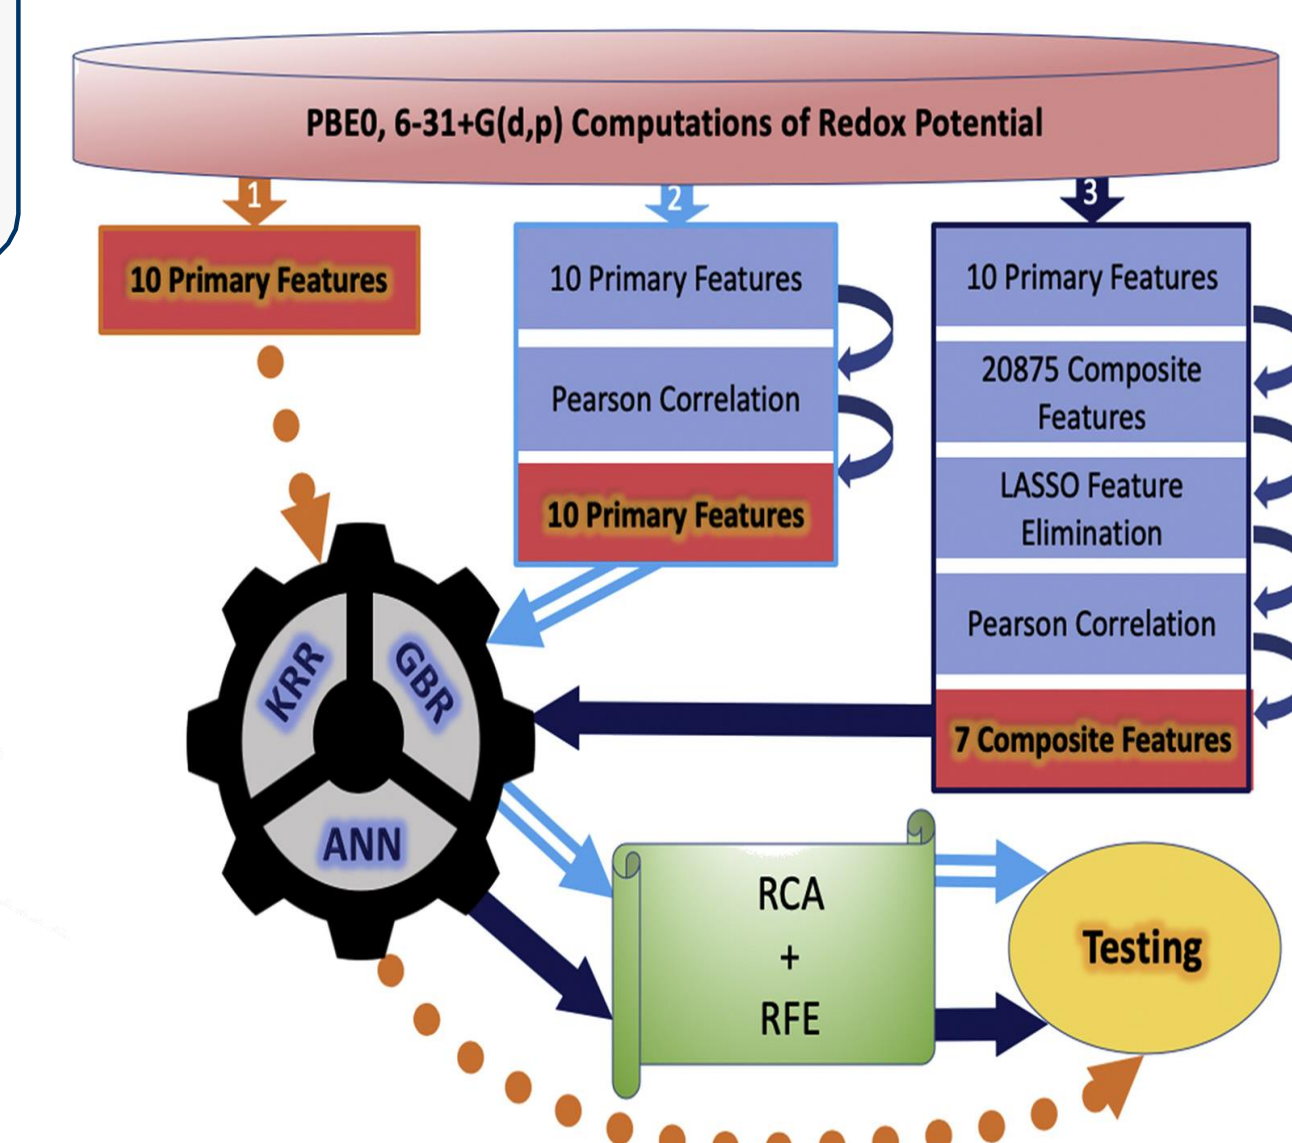 PBE0, 6-31+G(d,p) Computations of Redox Potential
1
2
3
10 Primary Features
10 Primary Features
Pearson Correlation
10 Primary Features
10 Primary Features
20875 Composite
Features
LASSO Feature
Elimination
Pearson Correlation
7 Composite Features
KRR
GBR
ANN
RCA
+
RFE
Testing